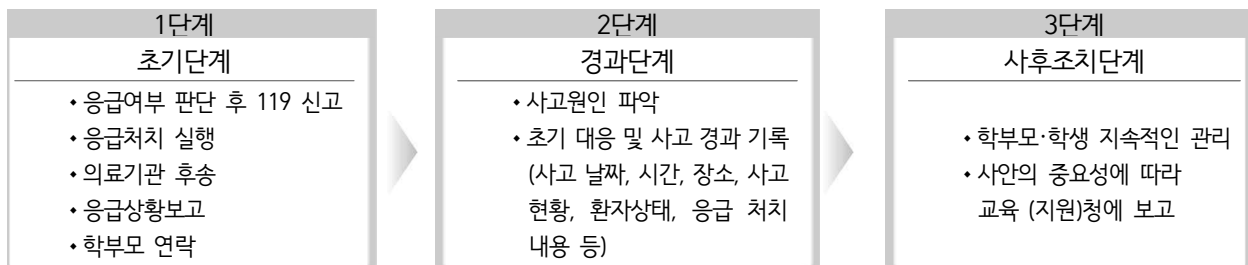 1단계
초기단계
• 응급여부 판단 후 119 신고
• 응급처치 실행
• 의료기관 후송
• 응급상황보고
• 학부모 연락
2단계
경과단계
• 사고원인 파악
• 초기 대응 및 사고 경과 기록
(사고 날짜, 시간, 장소, 사고
현황, 환자상태, 응급 처치
내용 등)
3단계
사후조치단계
• 학부모·학생 지속적인 관리
• 사안의 중요성에 따라
교육 (지원)청에 보고